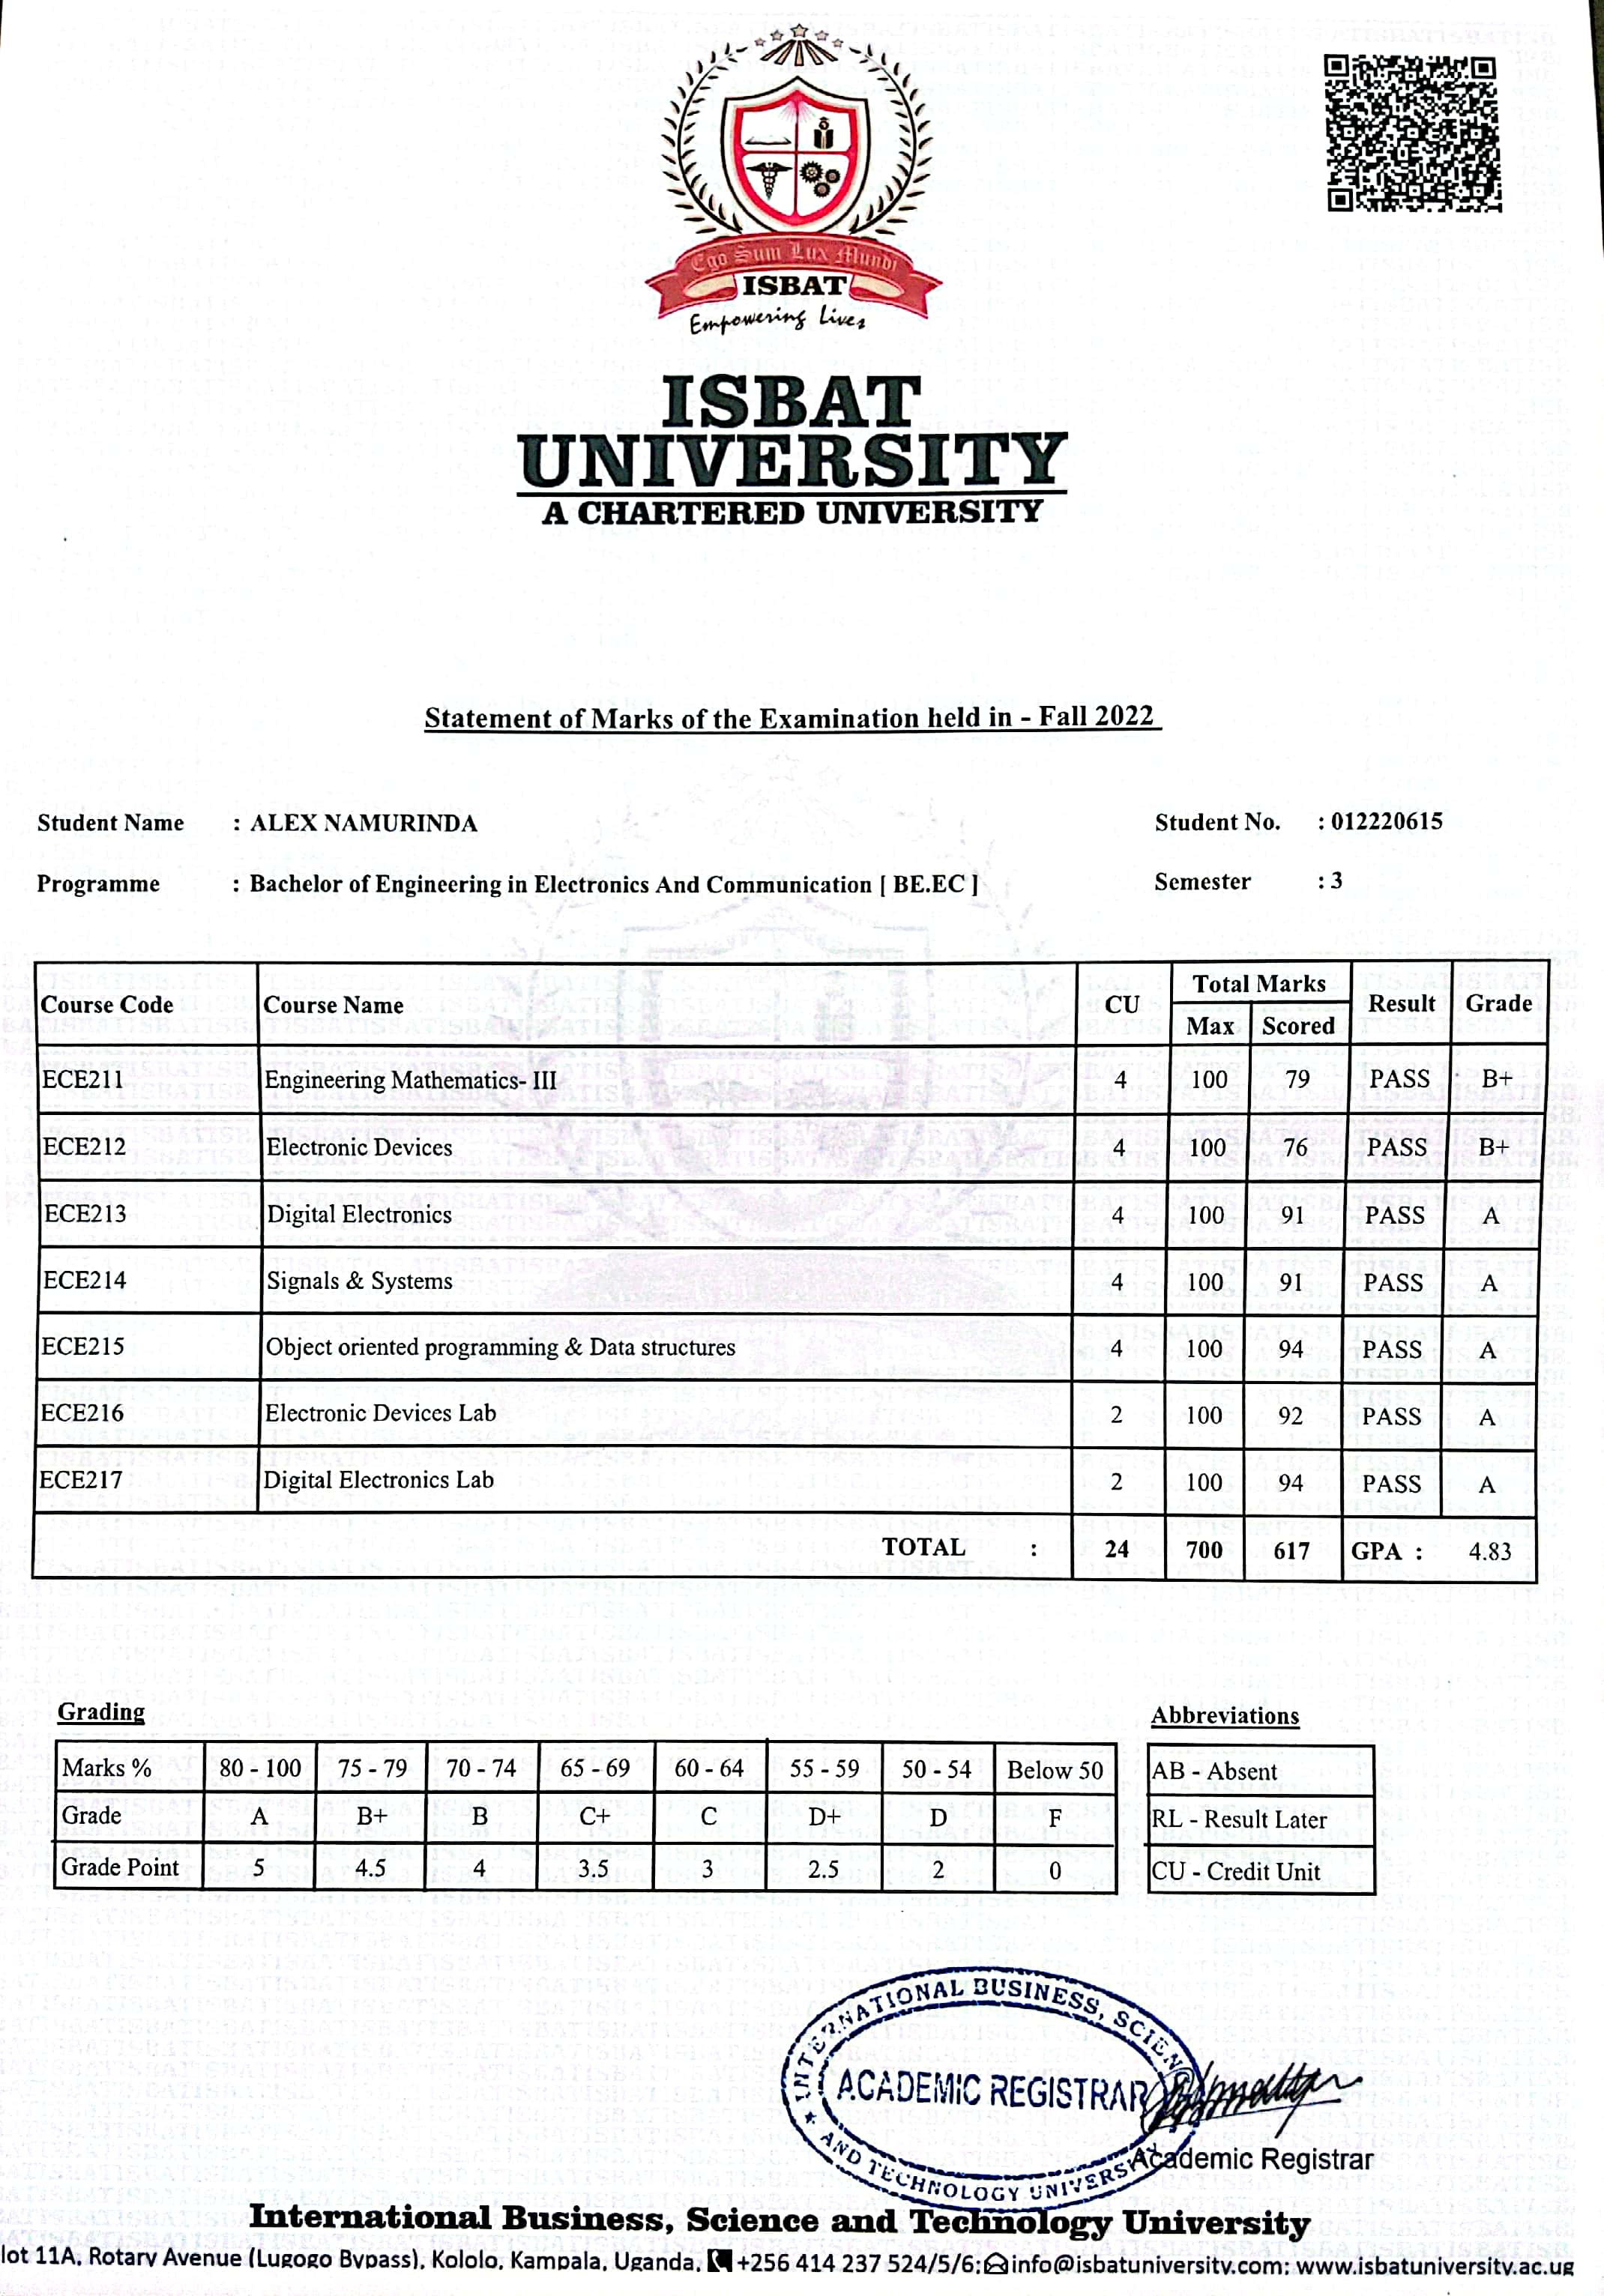 Ego Sum Lux Mundi
ISBAT
Empowering Lives
ISBAT
UNIVERSITY
A CHARTERED UNIVERSITY
Statement of Marks of the Examination held in - Fall 2022
Student Name : ALEX NAMURINDA Student No. : 012220615
Programme : Bachelor of Engineering in Electronics And Communication [ BE.EC ] Semester : 3
Course Code Course Name CU Total Marks Result Grade
Max Scored
ECE211 Engineering Mathematics- III 4 100 79 PASS B+
ECE212 Electronic Devices 4 100 76 PASS B+
ECE213 Digital Electronics 4 100 91 PASS A
ECE214 Signals & Systems 4 100 91 PASS A
ECE215 Object oriented programming & Data structures 4 100 94 PASS A
ECE216 Electronic Devices Lab 2 100 92 PASS A
ECE217 Digital Electronics Lab 2 100 94 PASS A
TOTAL : 24 700 617 GPA : 4.83
Grading Abbreviations
Marks % 80 - 100 75 - 79 70 - 74 65 - 69 60 - 64 55 - 59 50 - 54 Below 50 AB - Absent
Grade A B+ B C+ C D+ D F RL - Result Later
Grade Point 5 4.5 4 3.5 3 2.5 2 0 CU - Credit Unit
INTERNATIONAL BUSINESS, SCIEN
ACADEMIC REGISTRAR
AND TECHNOLOGY UNIVERSITY
Academic Registrar
International Business, Science and Technology University
lot 11A, Rotary Avenue (Lugogo Bypass), Kololo, Kampala, Uganda, +256 414 237 524/5/6; info@isbatuniversity.com; www.isbatuniversity.ac.ug